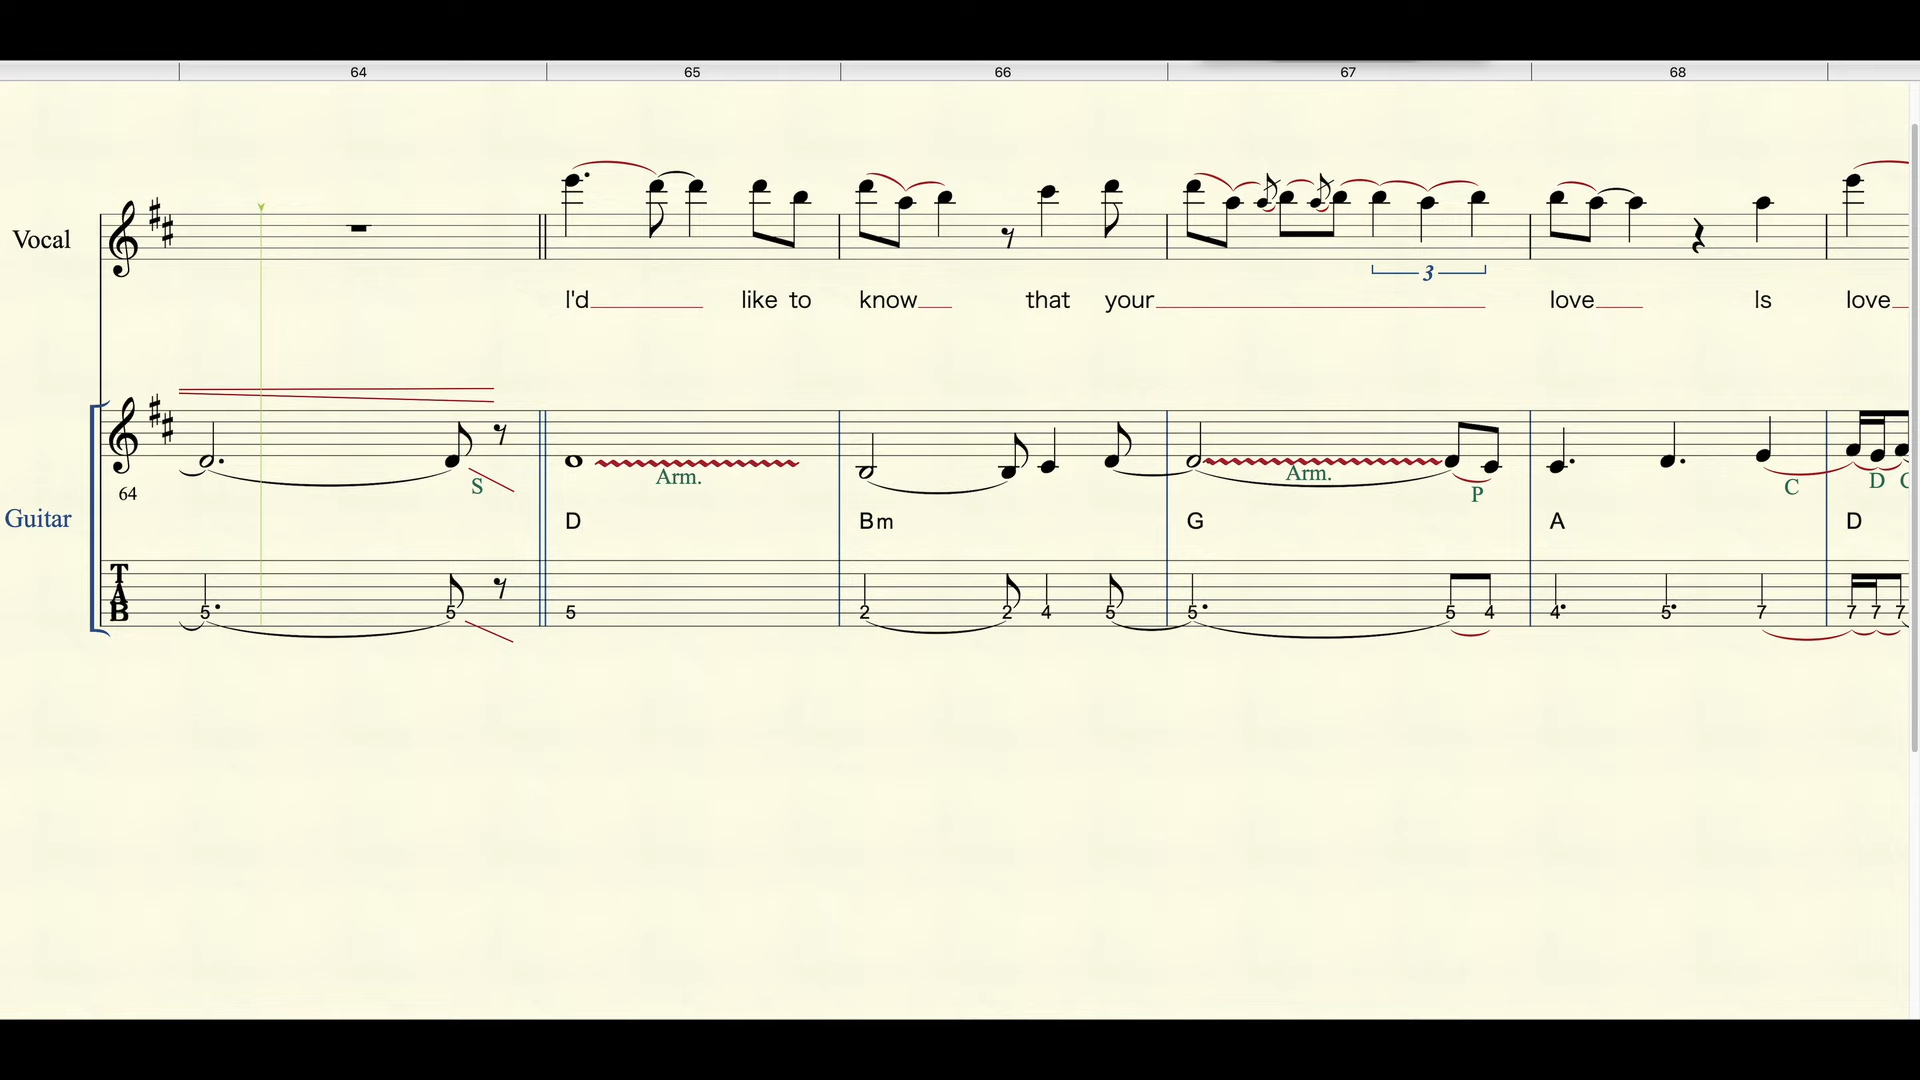 64 65 66 67 68
Vocal
3
I'd like to know that your love Is love
Arm. Arm.
S P C D C
64
Guitar
D Bm G A D
TAB
5 5 5 2 2 4 5 5 5 4 4 5 7 7 7 7